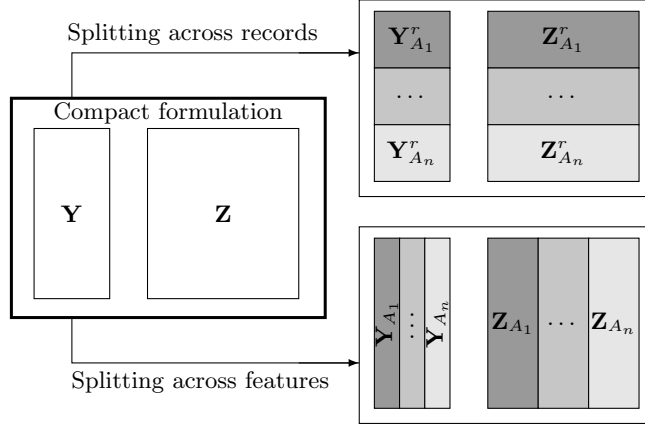 Splitting across records
Compact formulation
Y Z
Y^r_{A_1} Z^r_{A_1}
... ...
Y^r_{A_n} Z^r_{A_n}
Y_{A_1} ... Y_{A_n} Z_{A_1} ... Z_{A_n}
Splitting across features